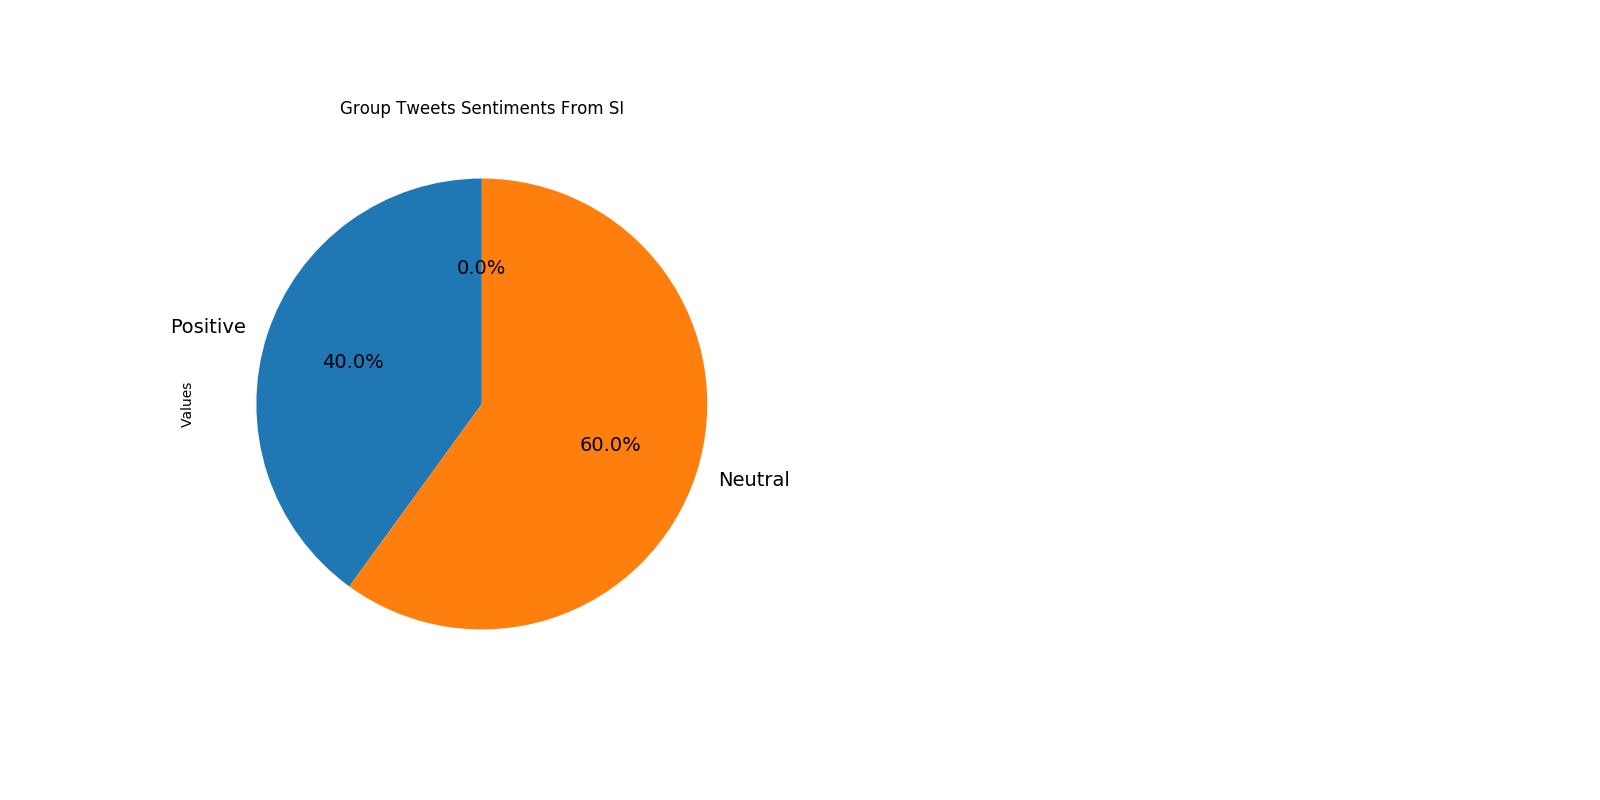 Group Tweets Sentiments From SI
0.0%
Positive
40.0%
Values
60.0%
Neutral